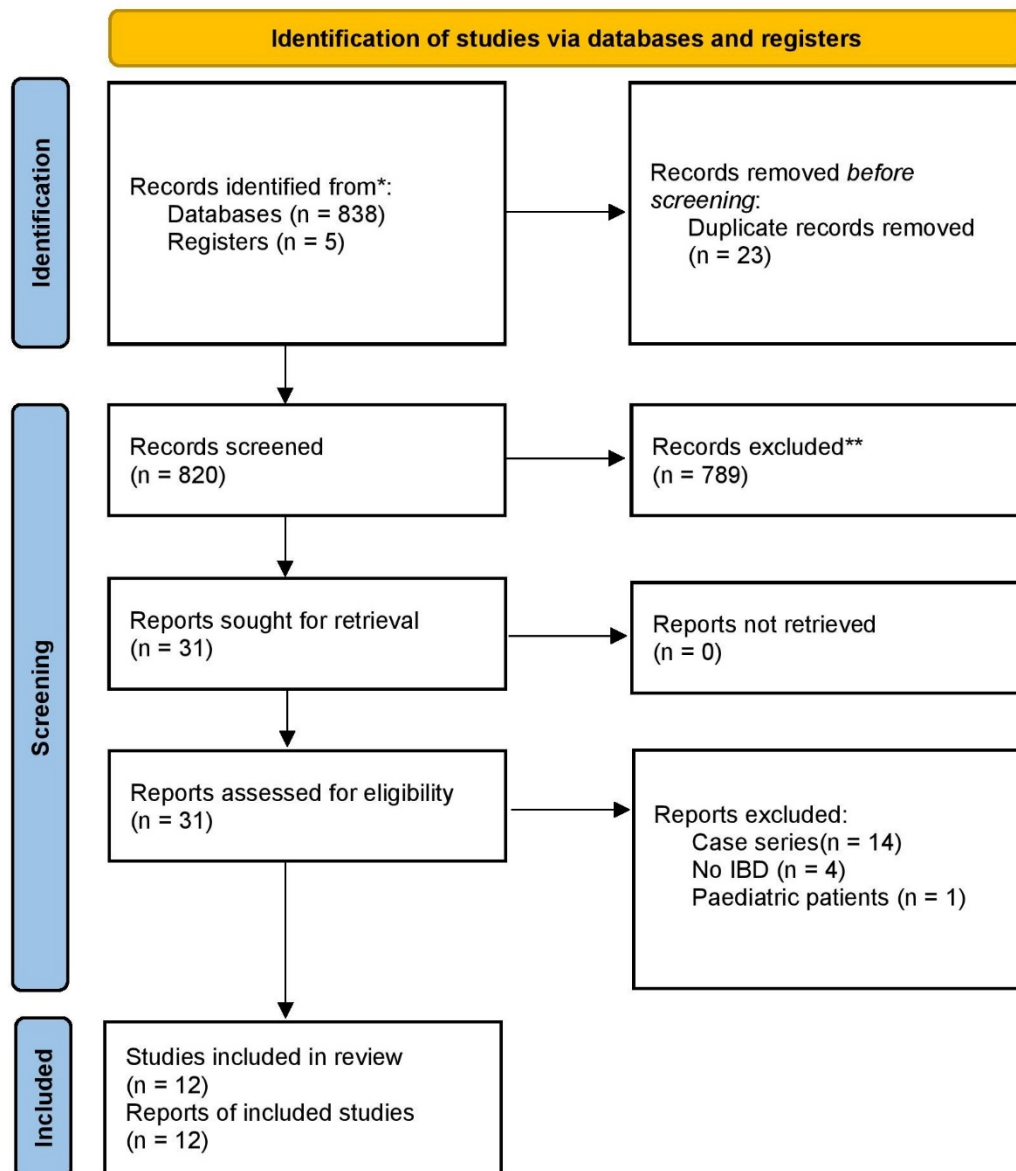 Identification of studies via databases and registers
Identification
Records identified from*:
Databases (n = 838)
Registers (n = 5)
Records removed before
screening:
Duplicate records removed
(n = 23)
Screening
Records screened
(n = 820)
Records excluded**
(n = 789)
Reports sought for retrieval
(n = 31)
Reports not retrieved
(n = 0)
Reports assessed for eligibility
(n = 31)
Reports excluded:
Case series(n = 14)
No IBD (n = 4)
Paediatric patients (n = 1)
Included
Studies included in review
(n = 12)
Reports of included studies
(n = 12)